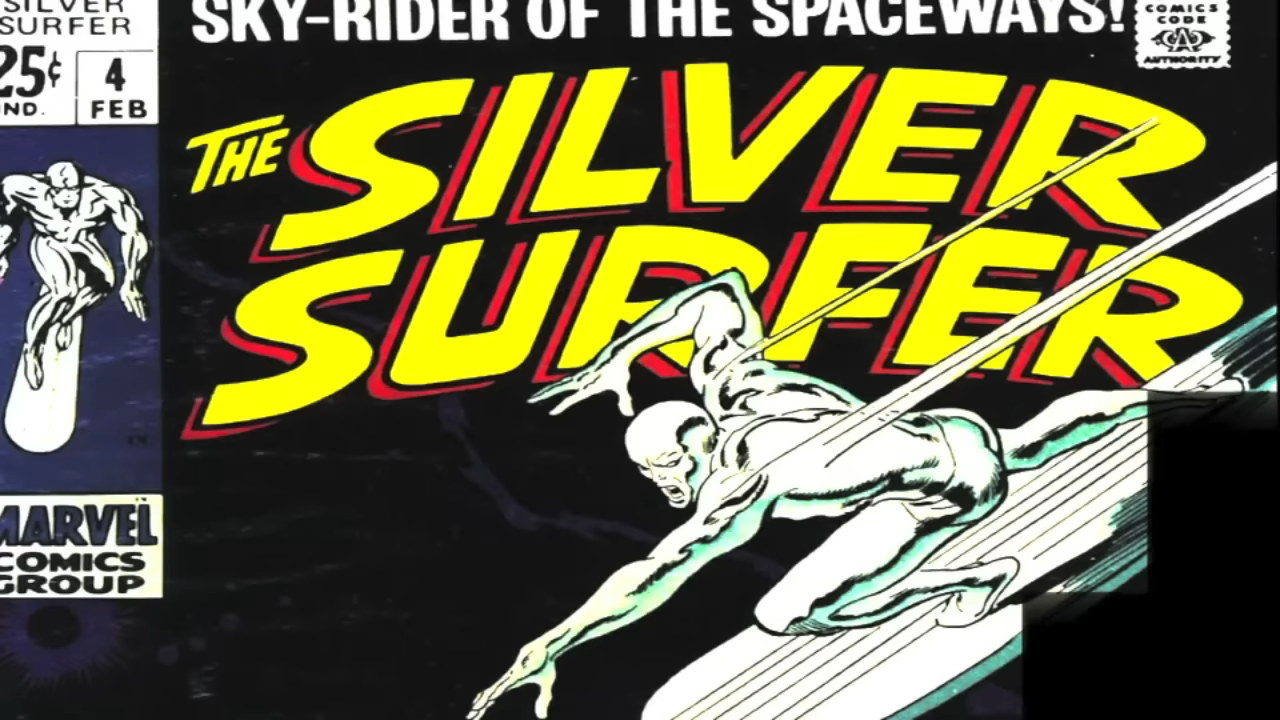 SILVER
SURFER
25¢
IND.
4
FEB
SKY-RIDER OF THE SPACEWAYS!
COMICS
CODE
CA
AUTHORITY
THE
SILVER
SURFER
MARVEL
COMICS
GROUP